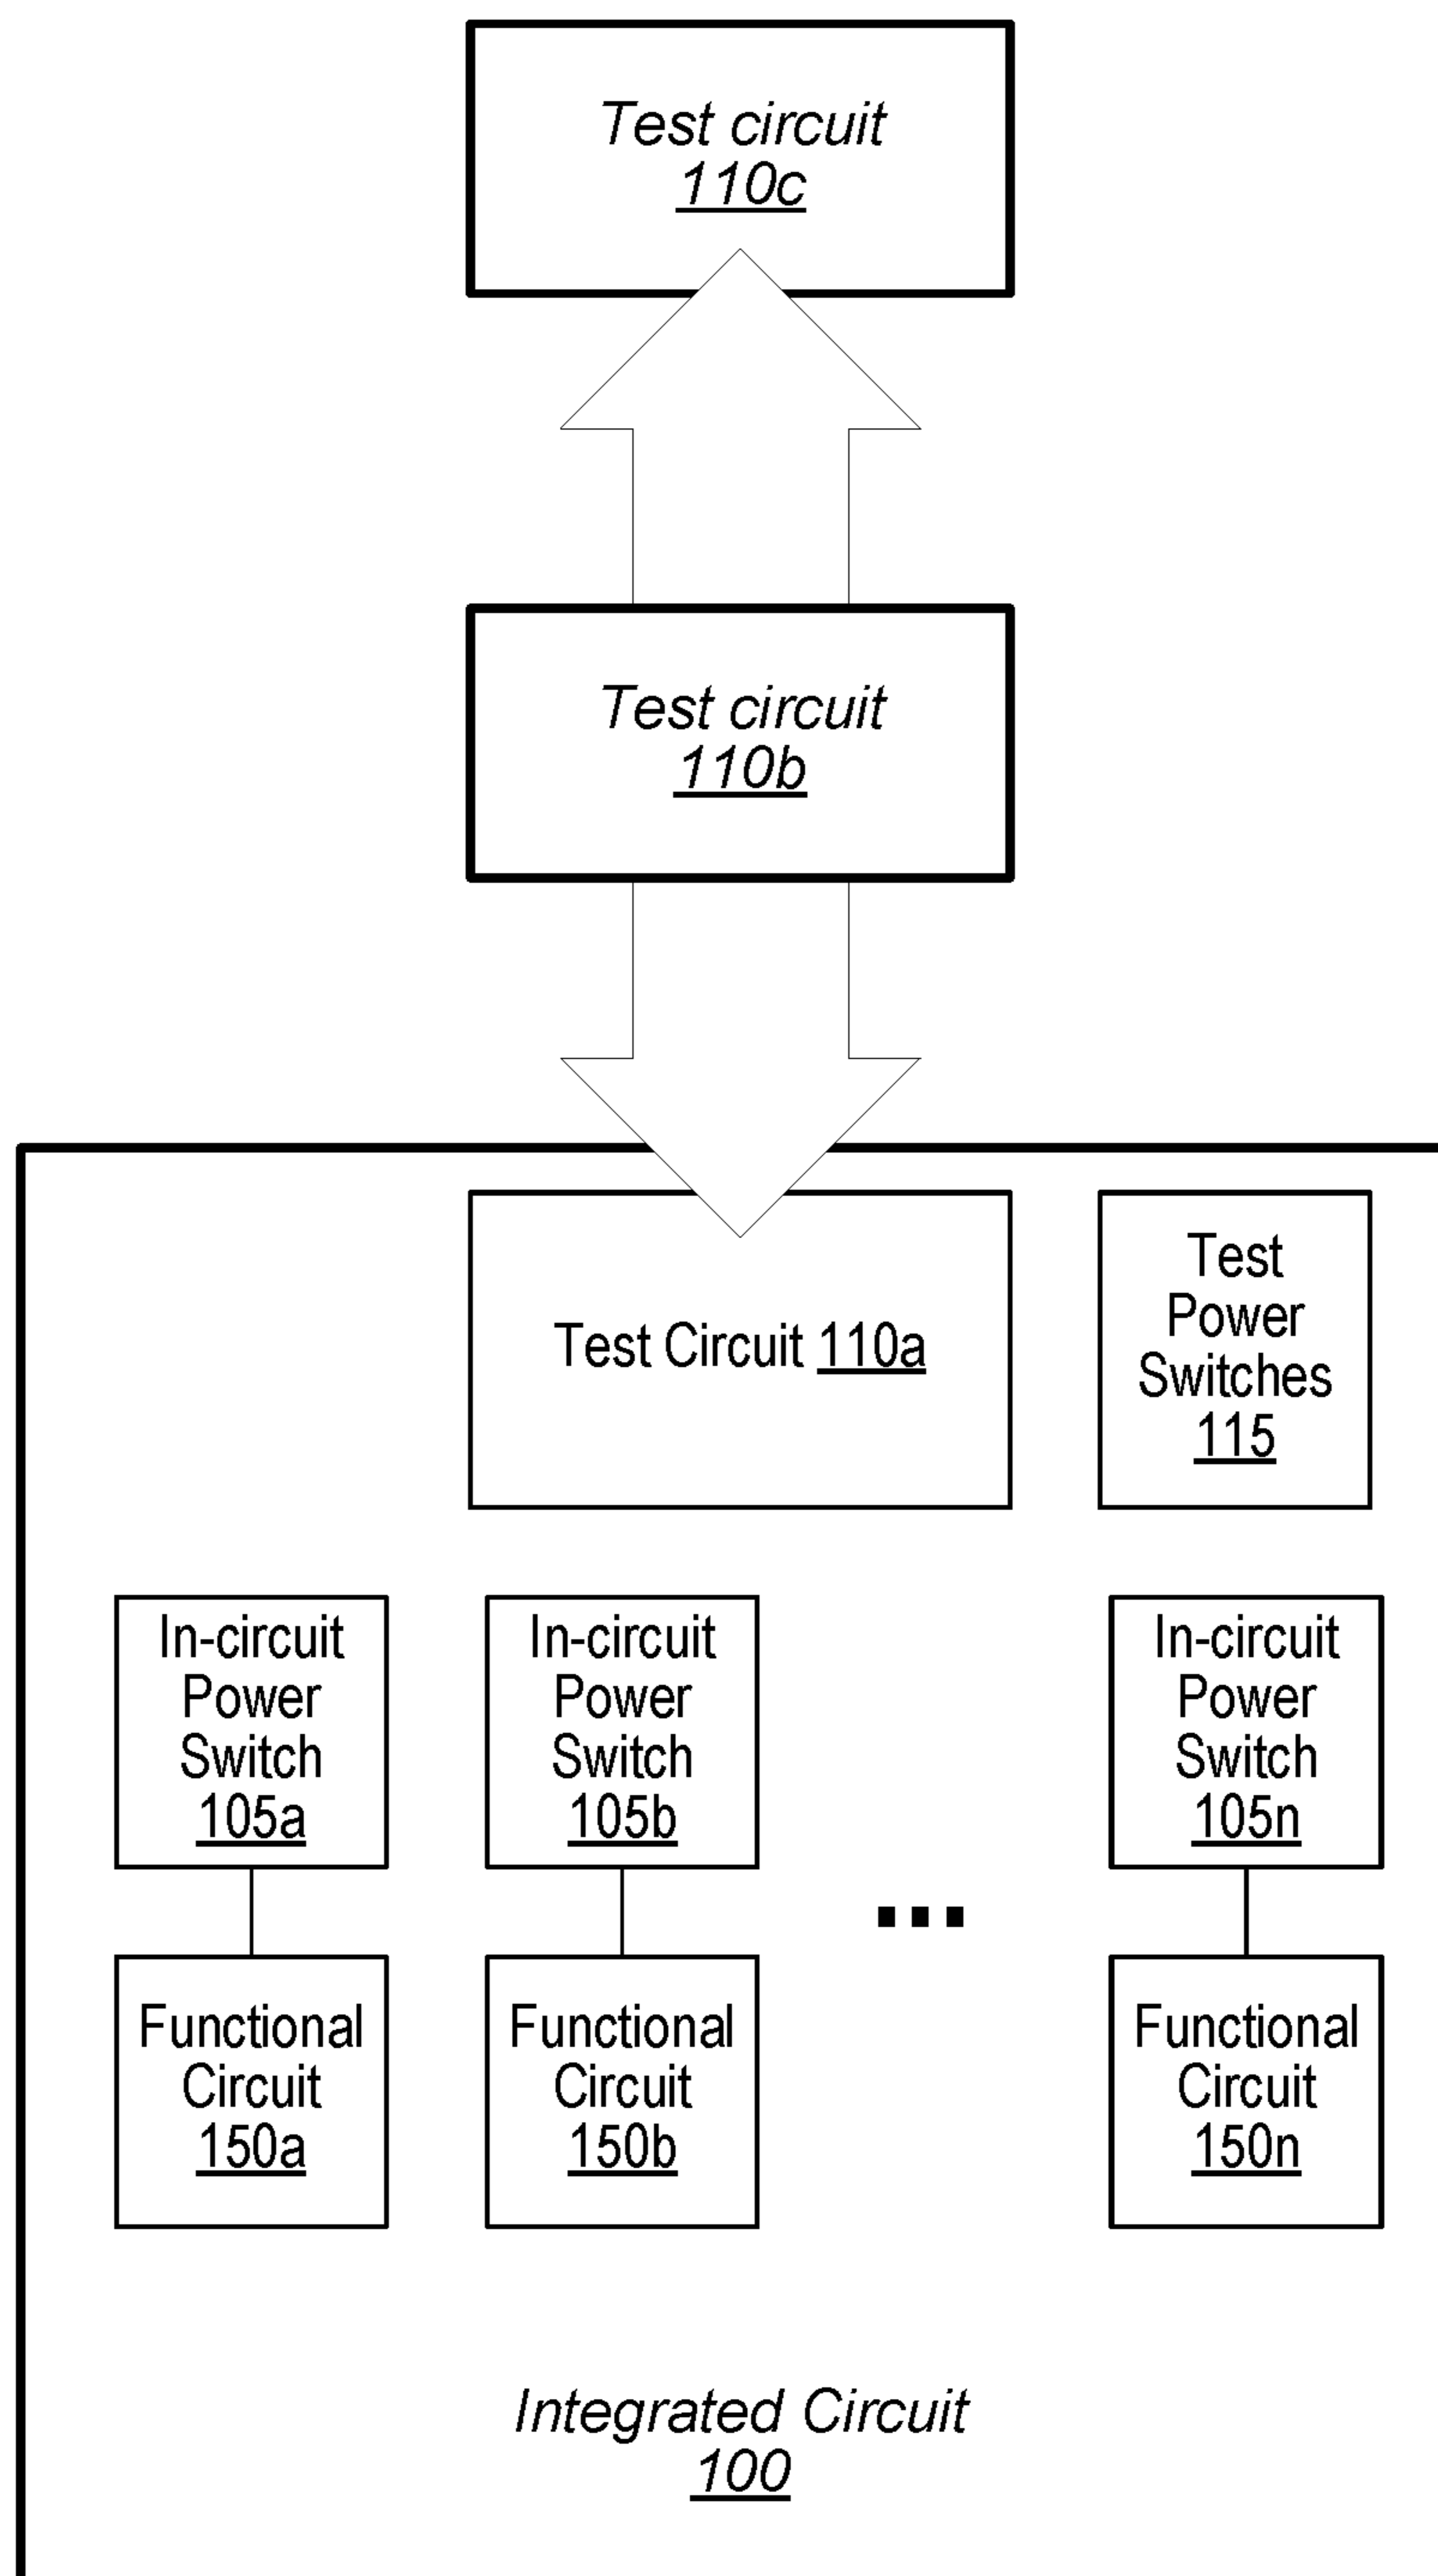 Test circuit
110c
Test circuit
110b
Test Circuit 110a
Test
Power
Switches
115
In-circuit
Power
Switch
105a
In-circuit
Power
Switch
105b
In-circuit
Power
Switch
105n
...
Functional
Circuit
150a
Functional
Circuit
150b
Functional
Circuit
150n
Integrated Circuit
100